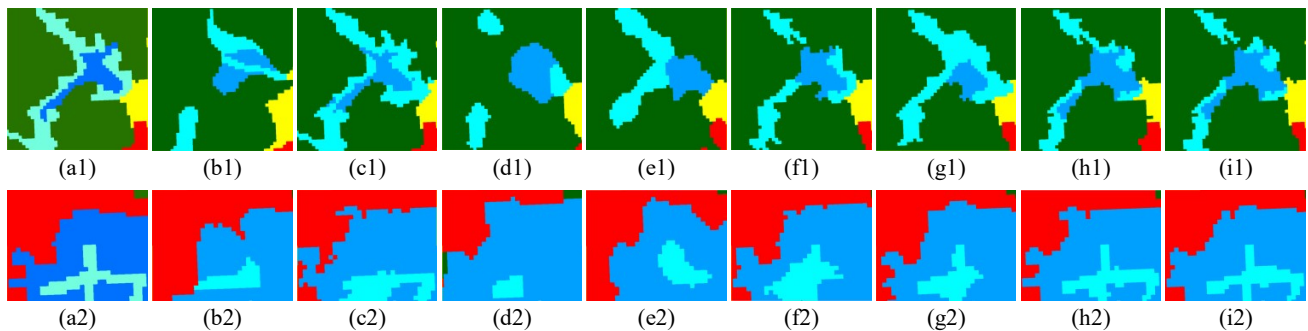 (a1) (b1) (c1) (d1) (e1) (f1) (g1) (h1) (i1)
(a2) (b2) (c2) (d2) (e2) (f2) (g2) (h2) (i2)